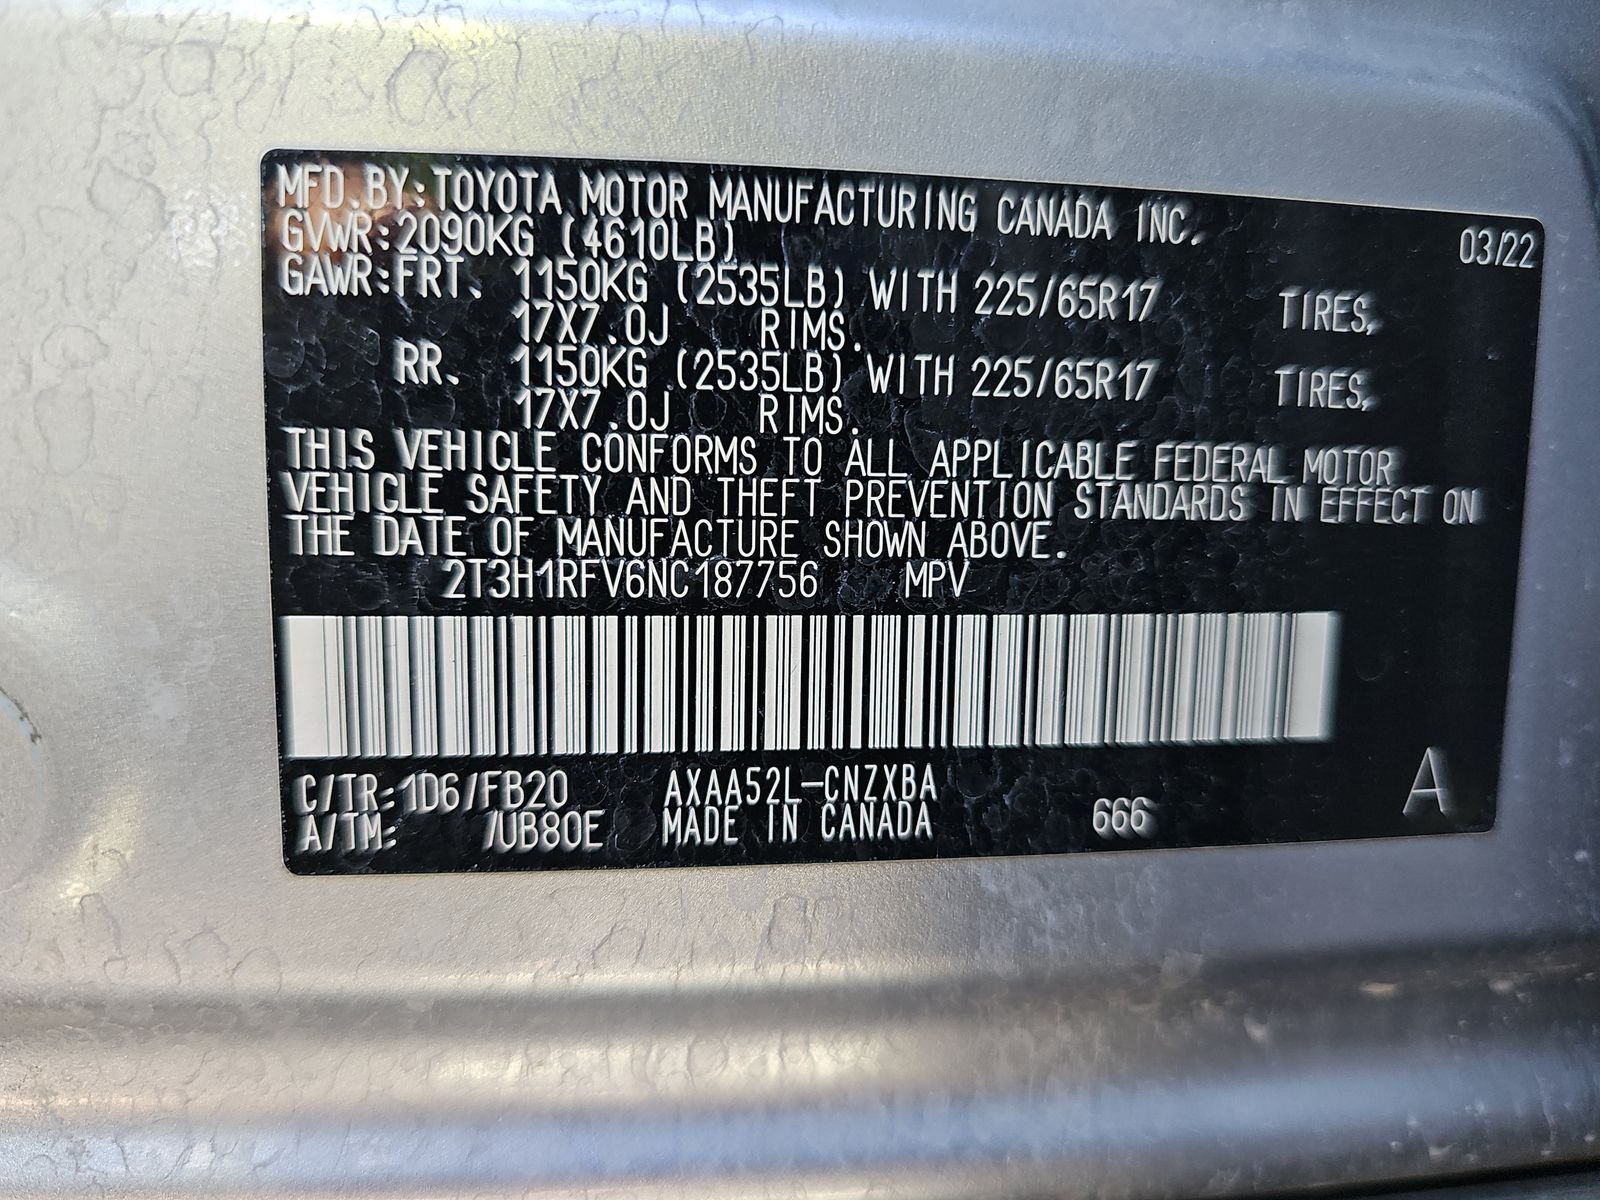 MFD.BY:TOYOTA MOTOR MANUFACTURING CANADA INC.
03/22
GVWR:2090KG (4610LB)
GAWR:FRT. 1150KG (2535LB) WITH 225/65R17 TIRES,
17X7.0J RIMS.
RR. 1150KG (2535LB) WITH 225/65R17 TIRES,
17X7.0J RIMS.
THIS VEHICLE CONFORMS TO ALL APPLICABLE FEDERAL MOTOR
VEHICLE SAFETY AND THEFT PREVENTION STANDARDS IN EFFECT ON
THE DATE OF MANUFACTURE SHOWN ABOVE.
2T3H1RFV6NC187756 MPV
C/TR:1D6/FB20 AXAA52L-CNZXBA
A/TM: /UB80E MADE IN CANADA 666 A